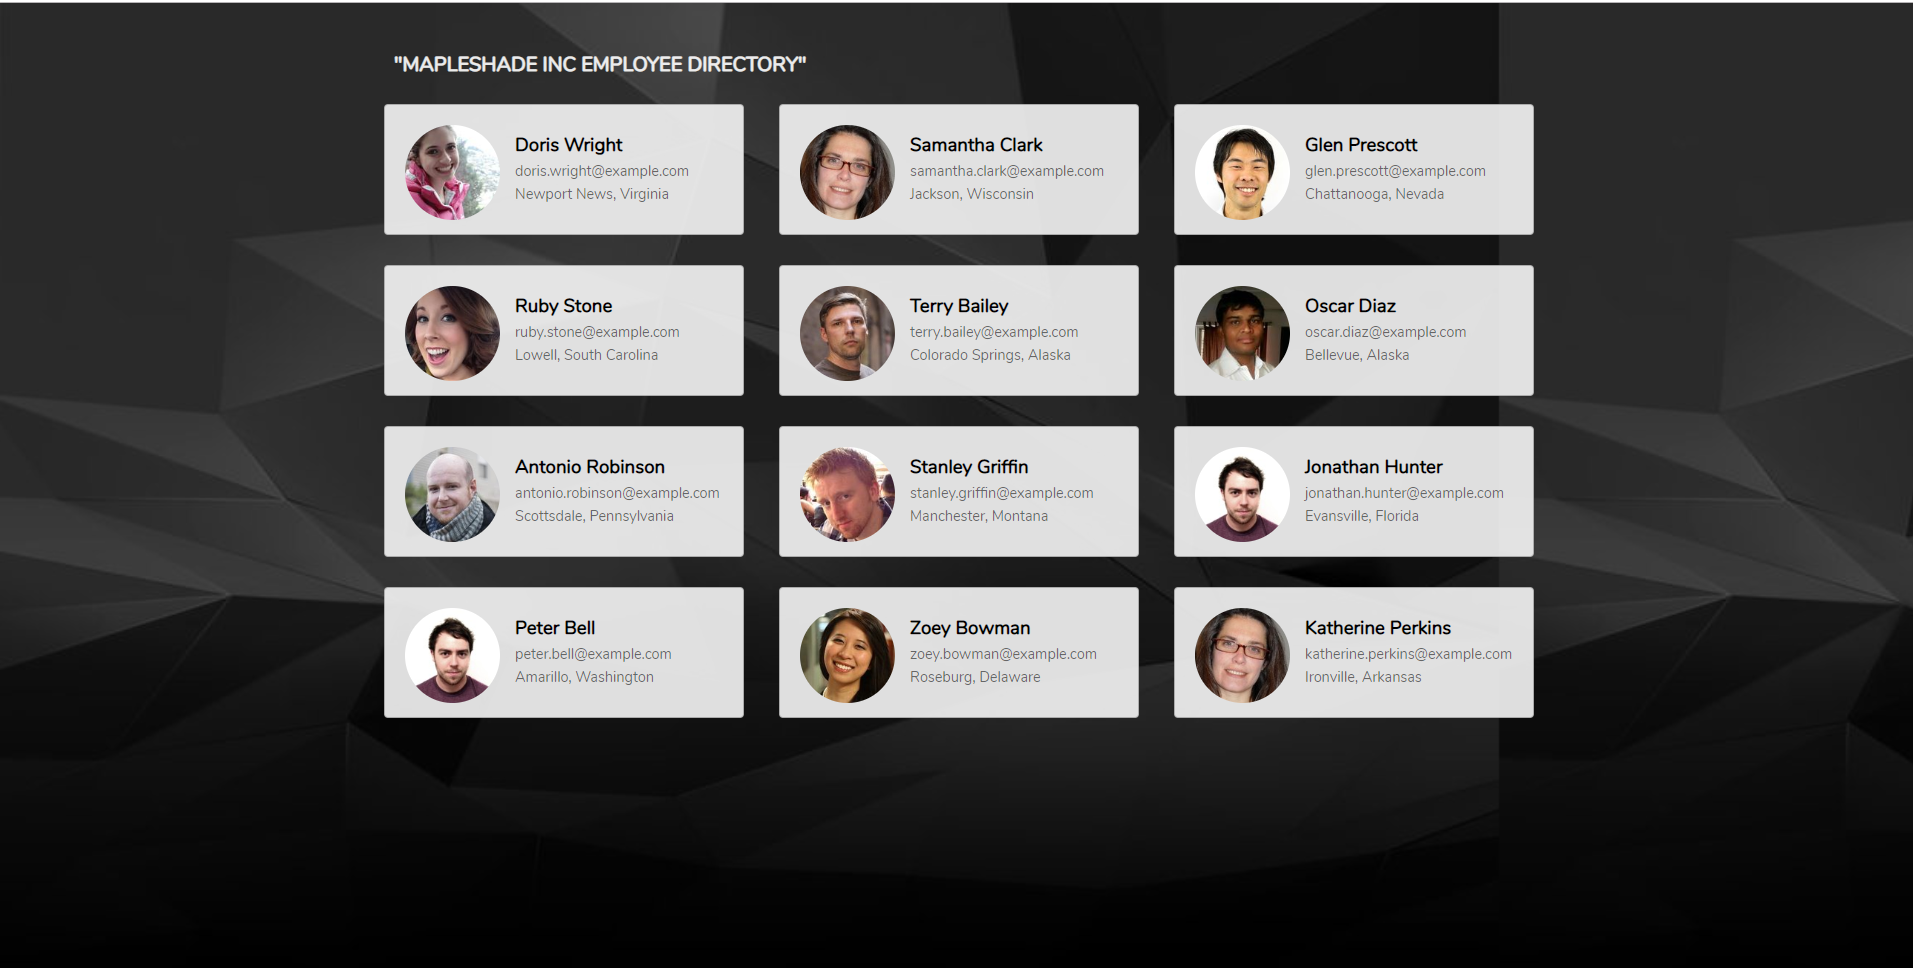 "MAPLESHADE INC EMPLOYEE DIRECTORY"
Doris Wright
doris.wright@example.com
Newport News, Virginia
Samantha Clark
samantha.clark@example.com
Jackson, Wisconsin
Glen Prescott
glen.prescott@example.com
Chattanooga, Nevada
Ruby Stone
ruby.stone@example.com
Lowell, South Carolina
Terry Bailey
terry.bailey@example.com
Colorado Springs, Alaska
Oscar Diaz
oscar.diaz@example.com
Bellevue, Alaska
Antonio Robinson
antonio.robinson@example.com
Scottsdale, Pennsylvania
Stanley Griffin
stanley.griffin@example.com
Manchester, Montana
Jonathan Hunter
jonathan.hunter@example.com
Evansville, Florida
Peter Bell
peter.bell@example.com
Amarillo, Washington
Zoey Bowman
zoey.bowman@example.com
Roseburg, Delaware
Katherine Perkins
katherine.perkins@example.com
Ironville, Arkansas